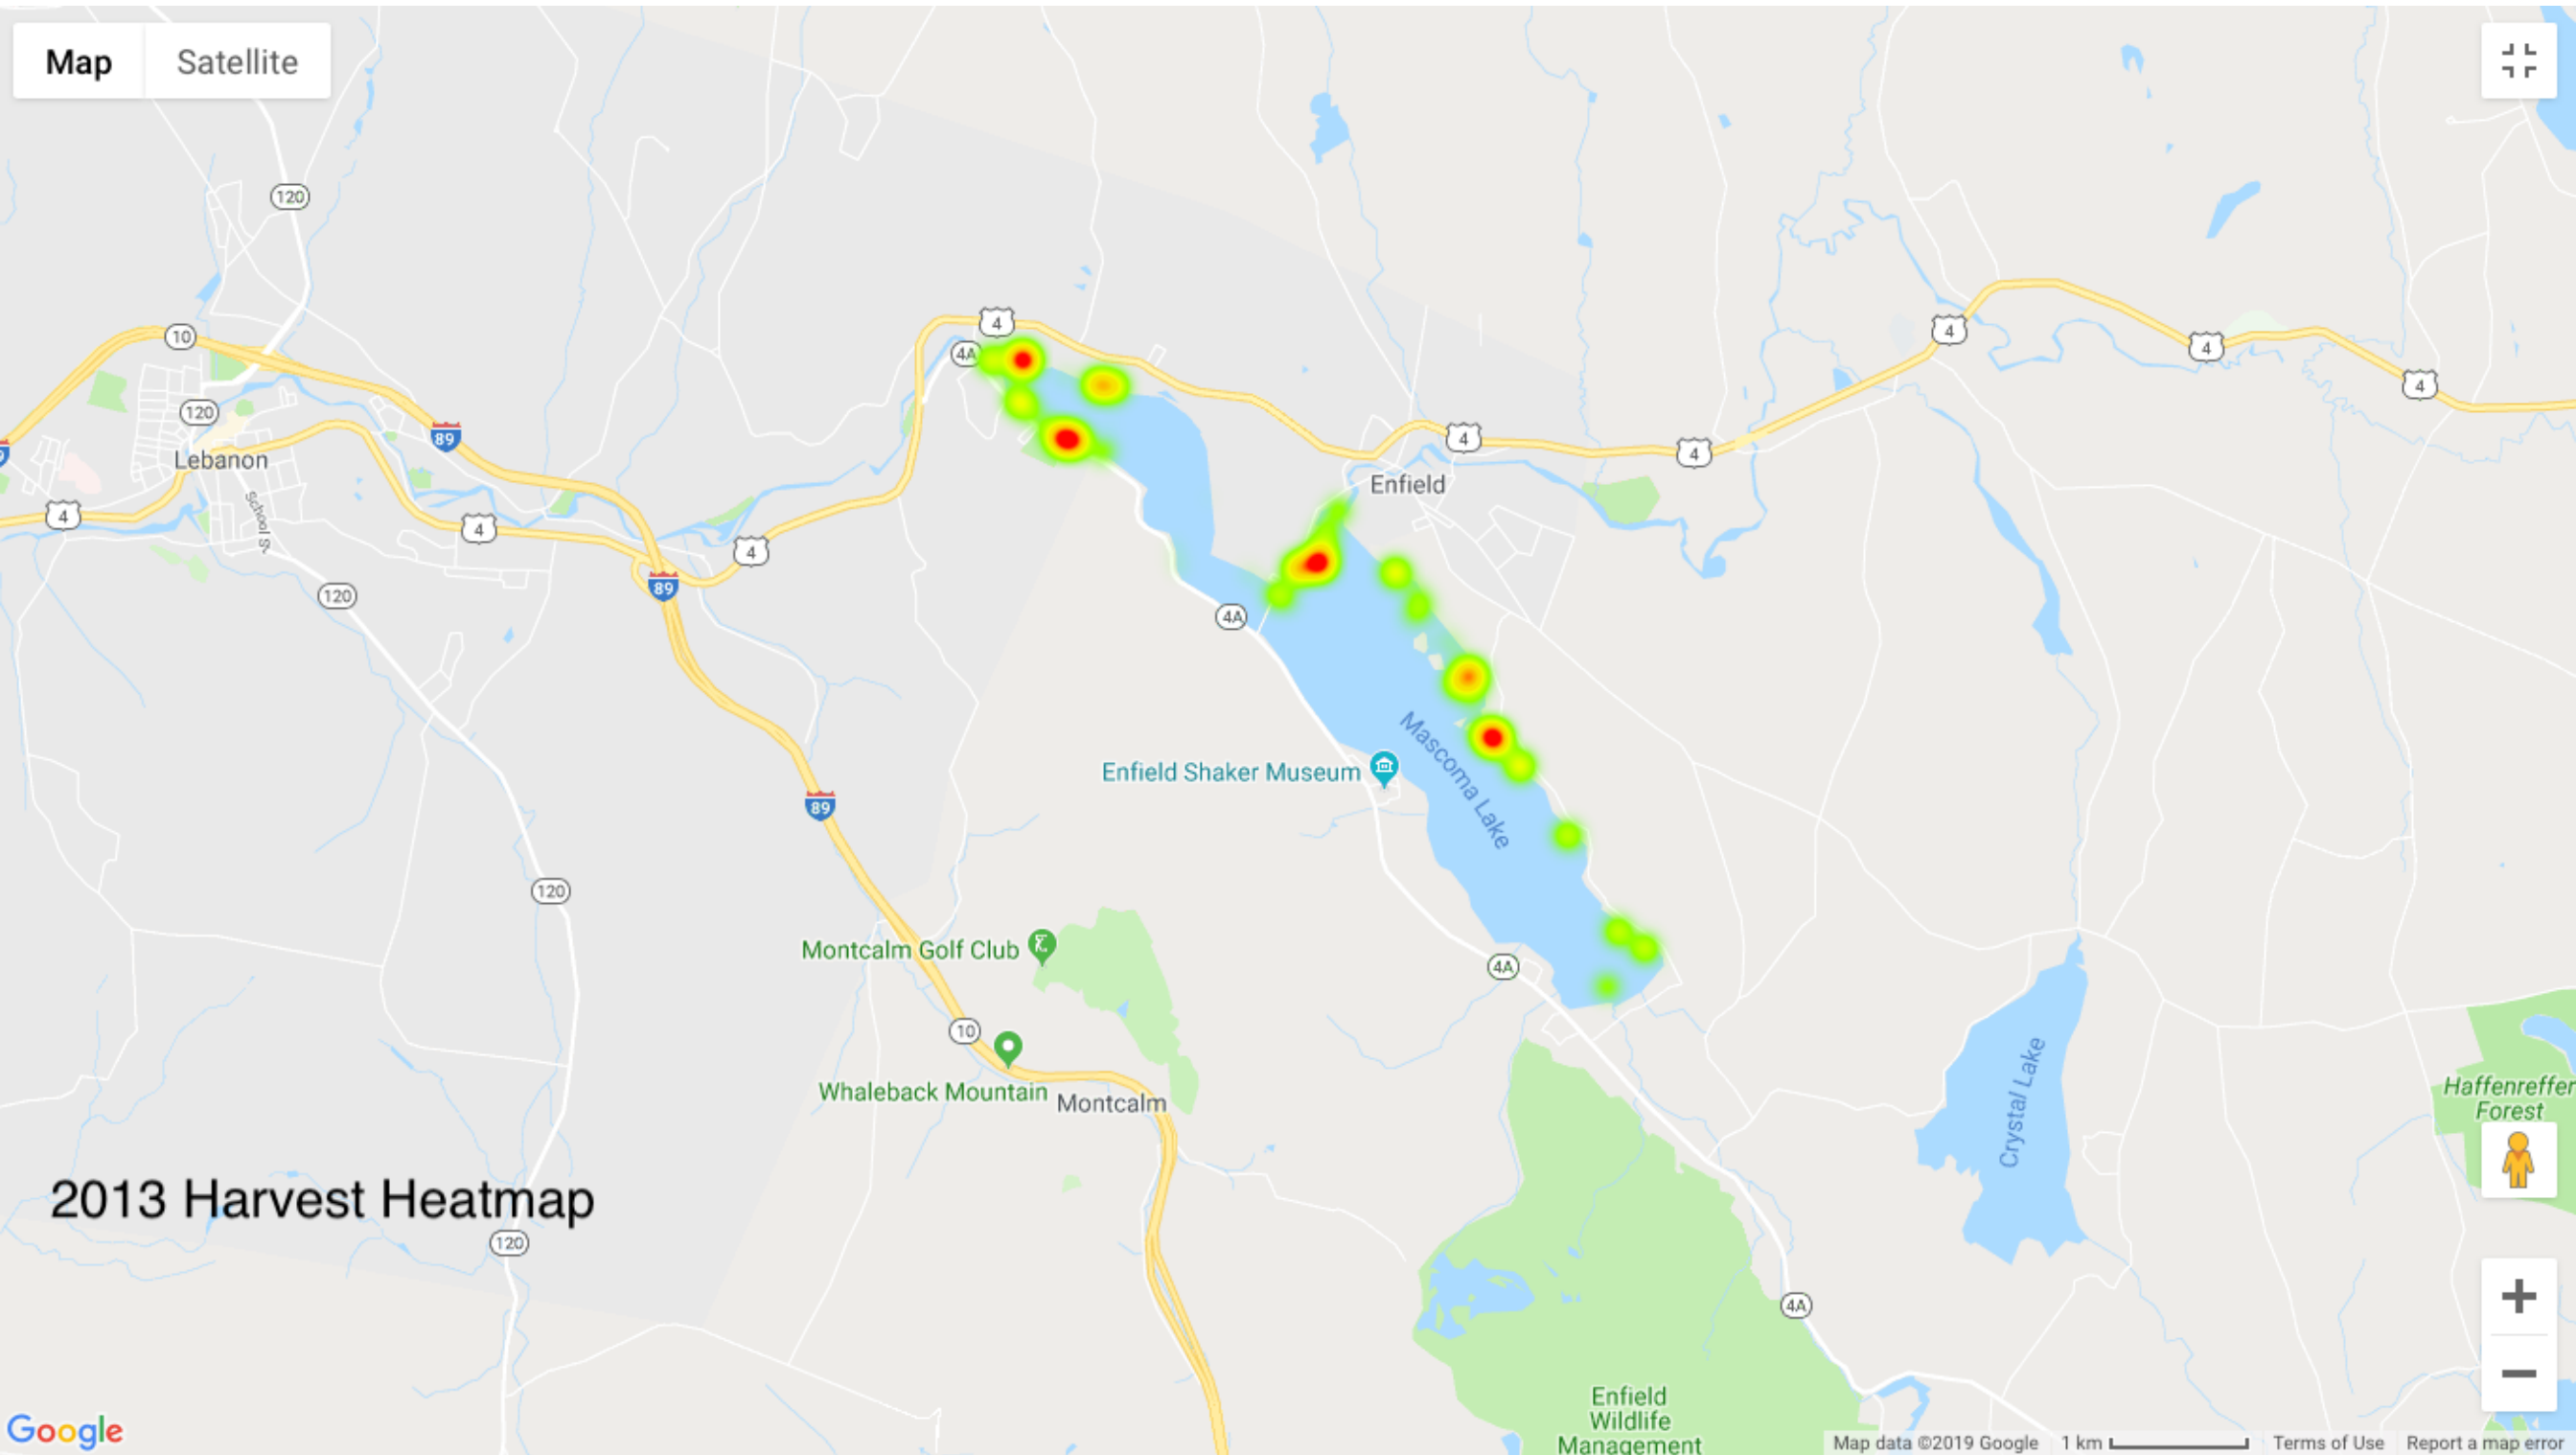 Map Satellite
120
4
10
4A
4
4
4
120
89
4
Lebanon
4
4
Enfield
School St
4
4
4
89
120
4A
Mascoma Lake
Enfield Shaker Museum
89
120
Montcalm Golf Club
4A
10
Whaleback Mountain
Montcalm
Crystal Lake
Haffenreffer
Forest
2013 Harvest Heatmap
120
4A
Enfield
Wildlife
Management
Google
Map data ©2019 Google 1 km Terms of Use Report a map error